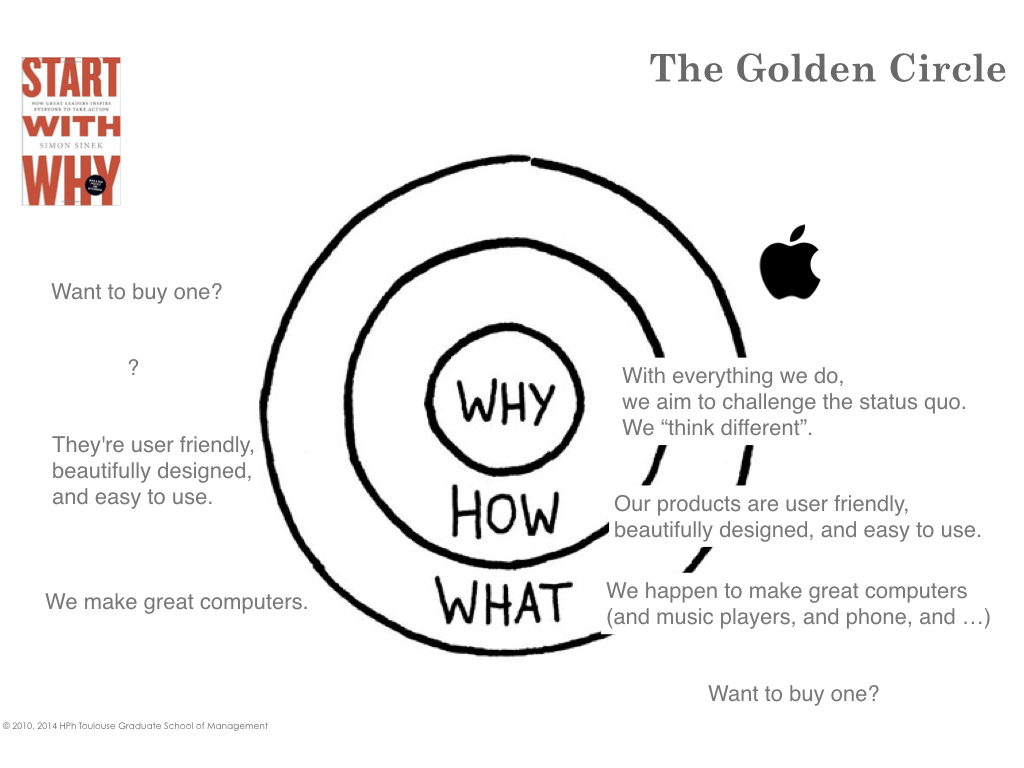 The Golden Circle
START
HOW GREAT LEADERS INSPIRE
EVERYONE TO TAKE ACTION
WITH
SIMON SINEK
WHY
Want to buy one?
?
They're user friendly,
beautifully designed,
and easy to use.
We make great computers.
WHY
HOW
WHAT
With everything we do,
we aim to challenge the status quo.
We “think different”.
Our products are user friendly,
beautifully designed, and easy to use.
We happen to make great computers
(and music players, and phone, and …)
Want to buy one?
© 2010, 2014 HPh Toulouse Graduate School of Management